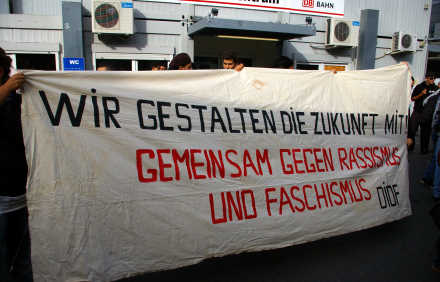 DB BAHN
WC
WIR GESTALTEN DIE ZUKUNFT MIT!
GEMEINSAM GEGEN RASSISMUS
UND FASCHISMUS DIDF